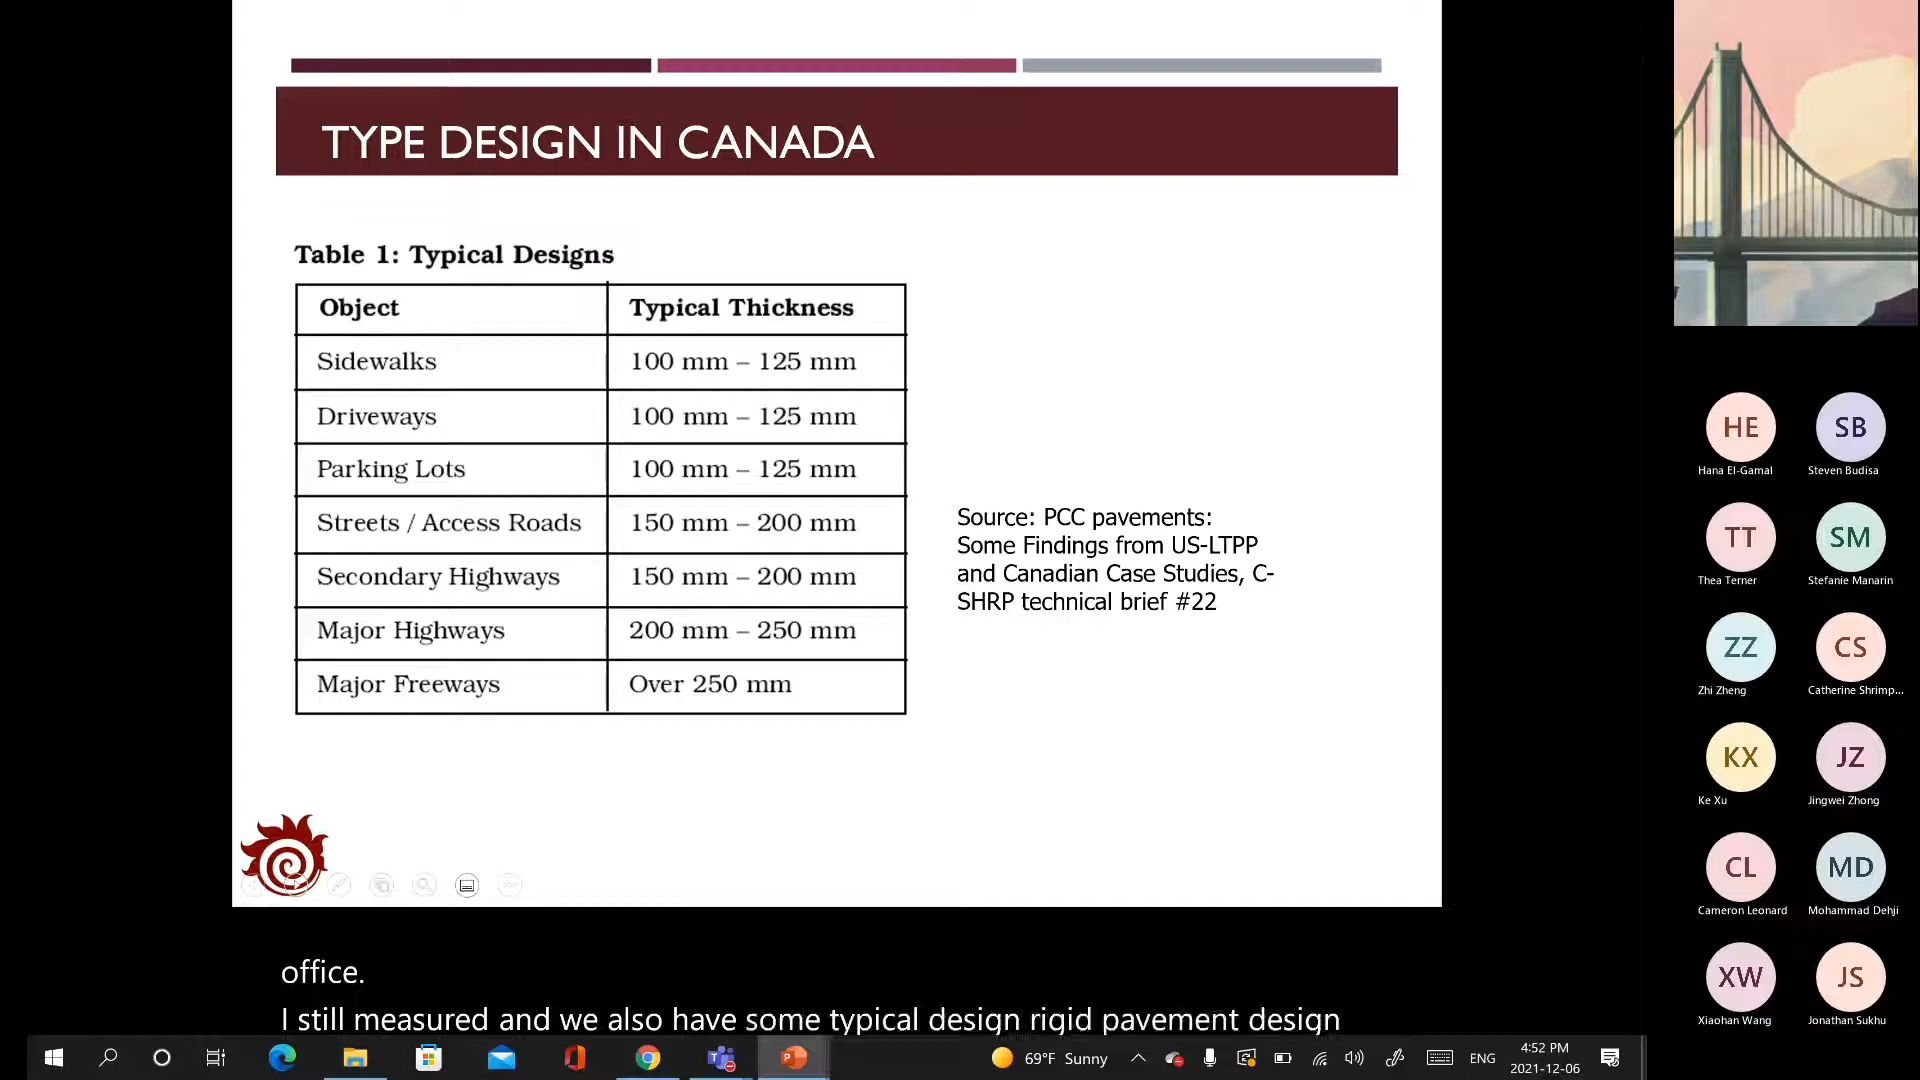 TYPE DESIGN IN CANADA
Table 1: Typical Designs
Object Typical Thickness
Sidewalks 100 mm – 125 mm
Driveways 100 mm – 125 mm
Parking Lots 100 mm – 125 mm
Streets / Access Roads 150 mm – 200 mm
Secondary Highways 150 mm – 200 mm
Major Highways 200 mm – 250 mm
Major Freeways Over 250 mm
Source: PCC pavements:
Some Findings from US-LTPP
and Canadian Case Studies, C-
SHRP technical brief #22
office.
I still measured and we also have some typical design rigid pavement design
HE SB
Hana El-Gamal Steven Budisa
TT SM
Thea Terner Stefanie Manarin
ZZ CS
Zhi Zheng Catherine Shrimp...
KX JZ
Ke Xu Jingwei Zhong
CL MD
Cameron Leonard Mohammad Dehji
XW JS
Xiaohan Wang Jonathan Sukhu
69°F Sunny ENG 4:52 PM
2021-12-06